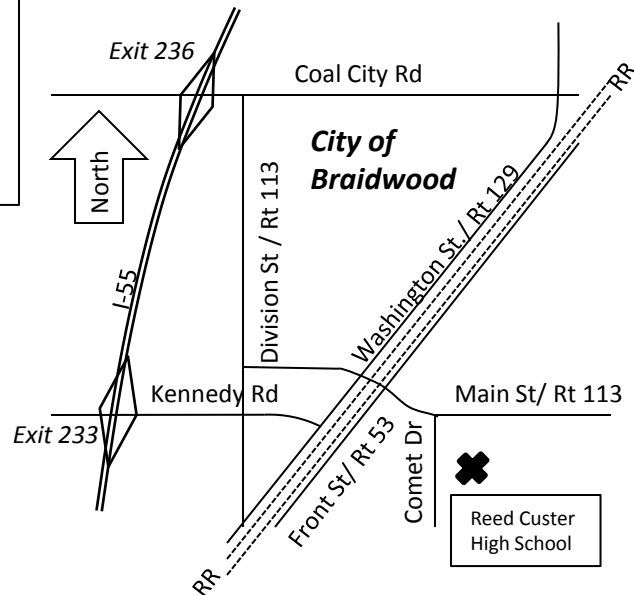 Exit 236
Coal City Rd
RR
North
City of
Braidwood
I-55
Division St / Rt 113
Washington St./ Rt 129
Kennedy Rd
Main St/ Rt 113
Exit 233
Front St/ Rt 53
Comet Dr
Reed Custer
High School
RR